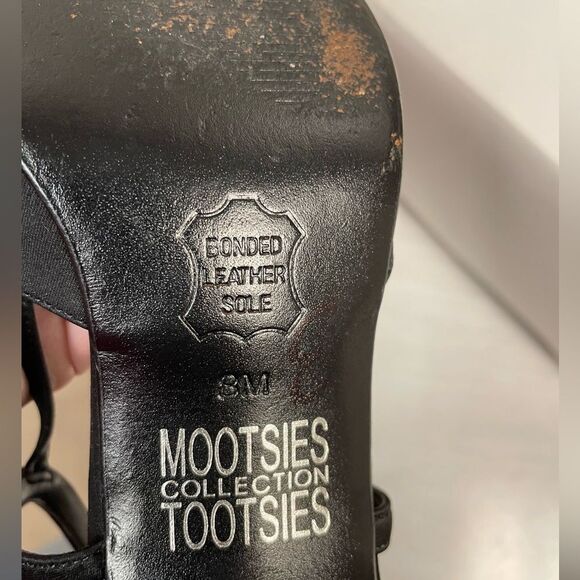 BONDED
LEATHER
SOLE
8M
MOOTSIES
COLLECTION
TOOTSIES